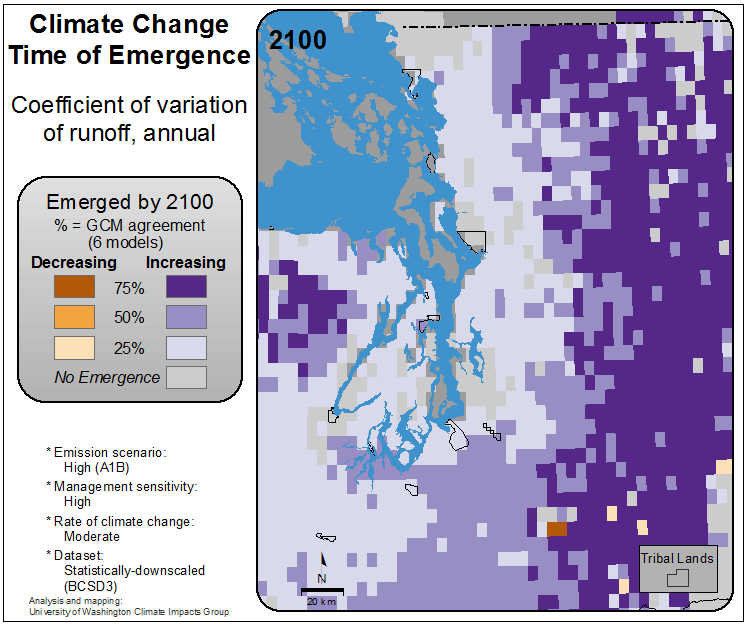 Climate Change
Time of Emergence
Coefficient of variation
of runoff, annual
Emerged by 2100
% = GCM agreement
(6 models)
Decreasing Increasing
75%
50%
25%
No Emergence
* Emission scenario:
High (A1B)
* Management sensitivity:
High
* Rate of climate change:
Moderate
* Dataset:
Statistically-downscaled
(BCSD3)
Analysis and mapping:
University of Washington Climate Impacts Group
2100
N
20 km
Tribal Lands